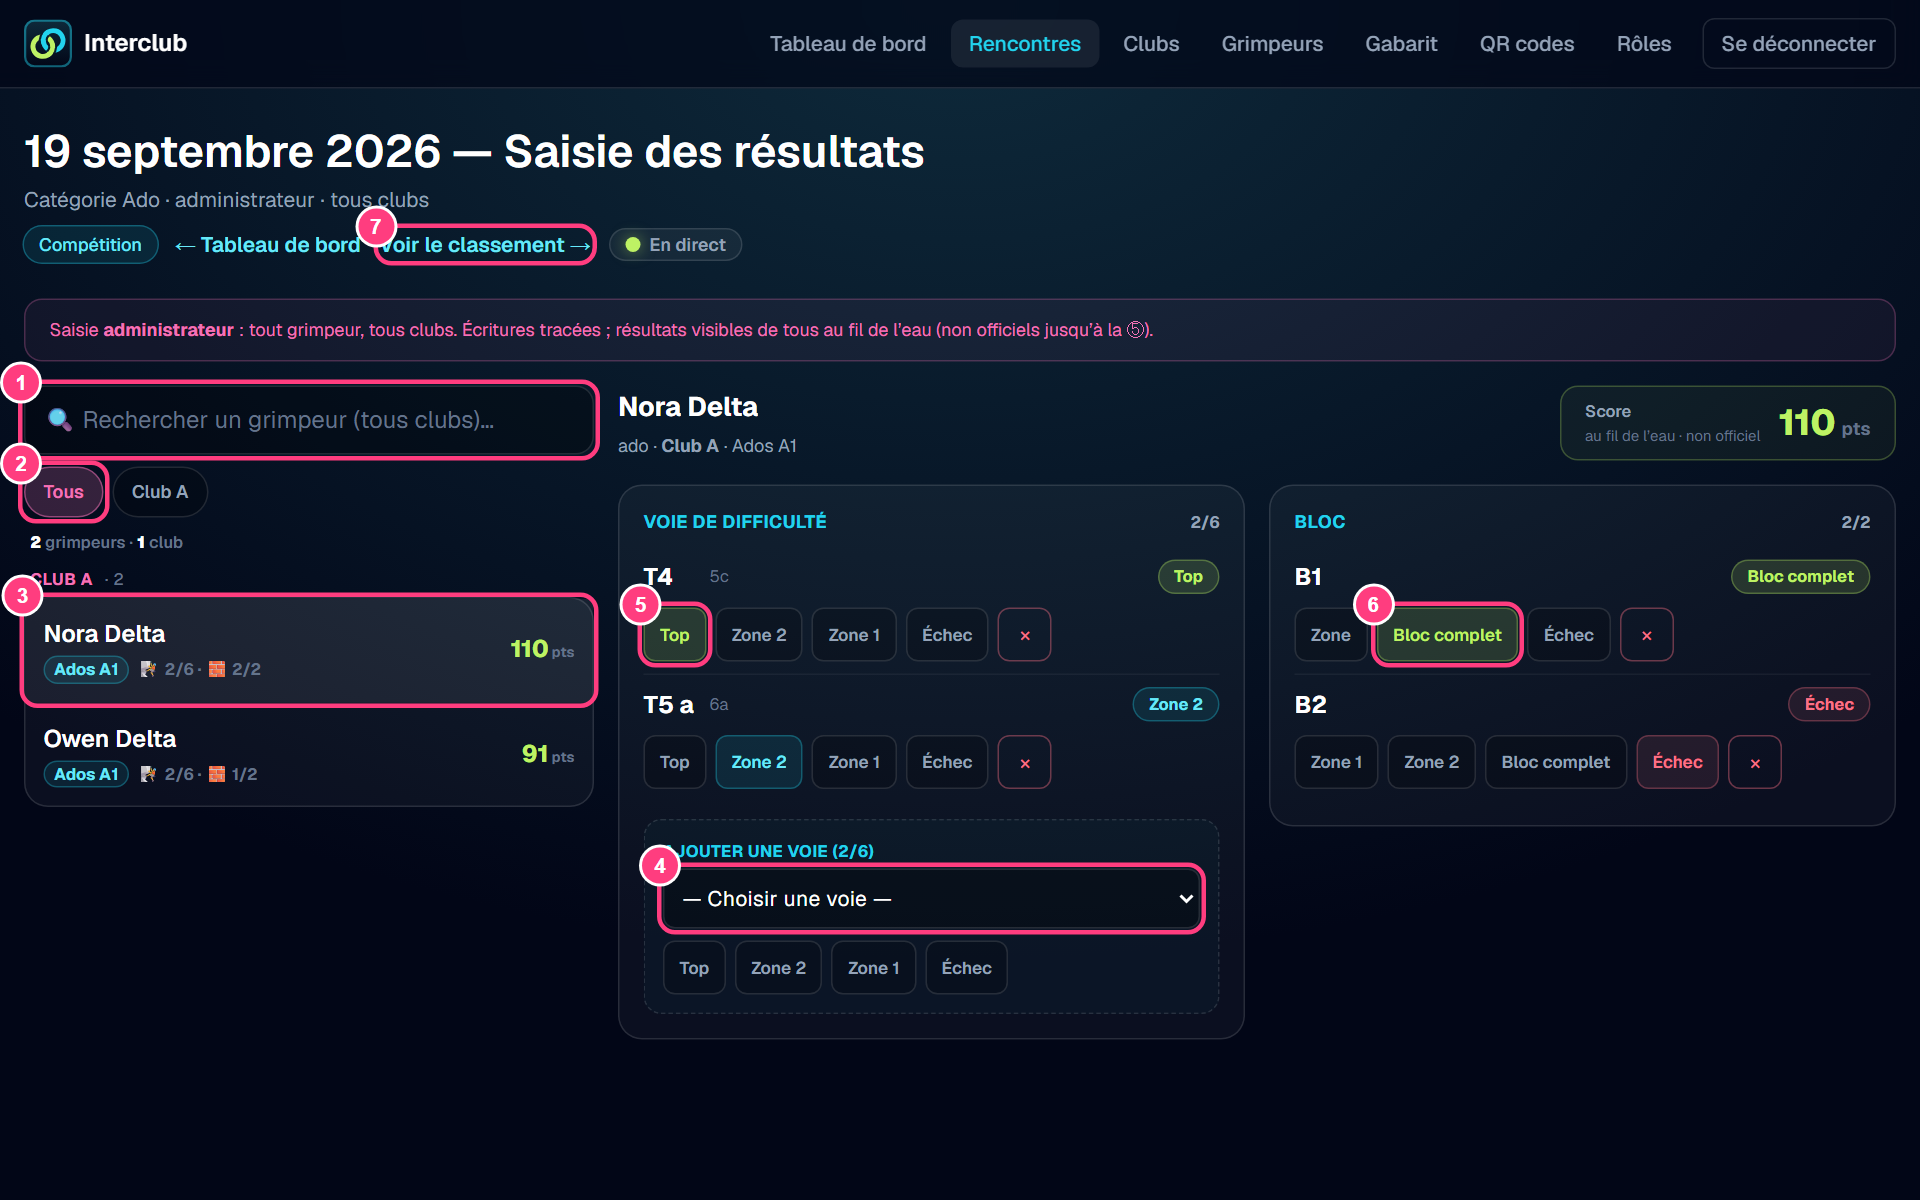 Interclub
Tableau de bord
Rencontres
Clubs
Grimpeurs
Gabarit
QR codes
Rôles
Se déconnecter
19 septembre 2026 — Saisie des résultats
Catégorie Ado · administrateur · tous clubs
Compétition
← Tableau de bord
7
Voir le classement →
En direct
Saisie administrateur : tout grimpeur, tous clubs. Écritures tracées ; résultats visibles de tous au fil de l'eau (non officiels jusqu'à la ⑤).
1
Rechercher un grimpeur (tous clubs)...
2
Tous
Club A
2 grimpeurs · 1 club
CLUB A · 2
3
Nora Delta
Ados A1
2/6 ·
2/2
110 pts
Owen Delta
Ados A1
2/6 ·
1/2
91 pts
Nora Delta
ado · Club A · Ados A1
Score
au fil de l'eau · non officiel
110 pts
VOIE DE DIFFICULTÉ
2/6
T4
5c
Top
5
Top
Zone 2
Zone 1
Échec
×
T5 a
6a
Zone 2
Top
Zone 2
Zone 1
Échec
×
AJOUTER UNE VOIE (2/6)
4
— Choisir une voie —
Top
Zone 2
Zone 1
Échec
BLOC
2/2
B1
Bloc complet
6
Zone
Bloc complet
Échec
×
B2
Échec
Zone 1
Zone 2
Bloc complet
Échec
×